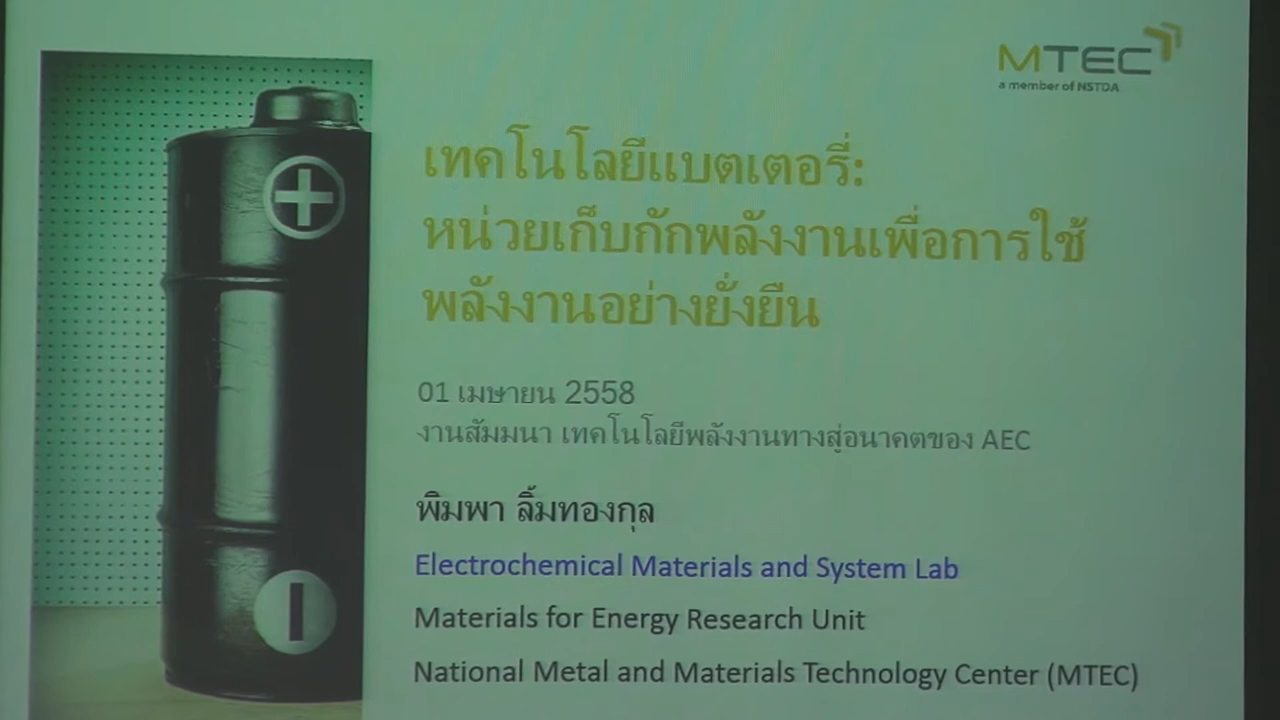 MTEC
a member of NSTDA
เทคโนโลยีแบตเตอรี่:
หน่วยเก็บกักพลังงานเพื่อการใช้
พลังงานอย่างยั่งยืน
01 เมษายน 2558
งานสัมมนา เทคโนโลยีพลังงานทางสู่อนาคตของ AEC
พิมพา ลิ้มทองกุล
Electrochemical Materials and System Lab
Materials for Energy Research Unit
National Metal and Materials Technology Center (MTEC)